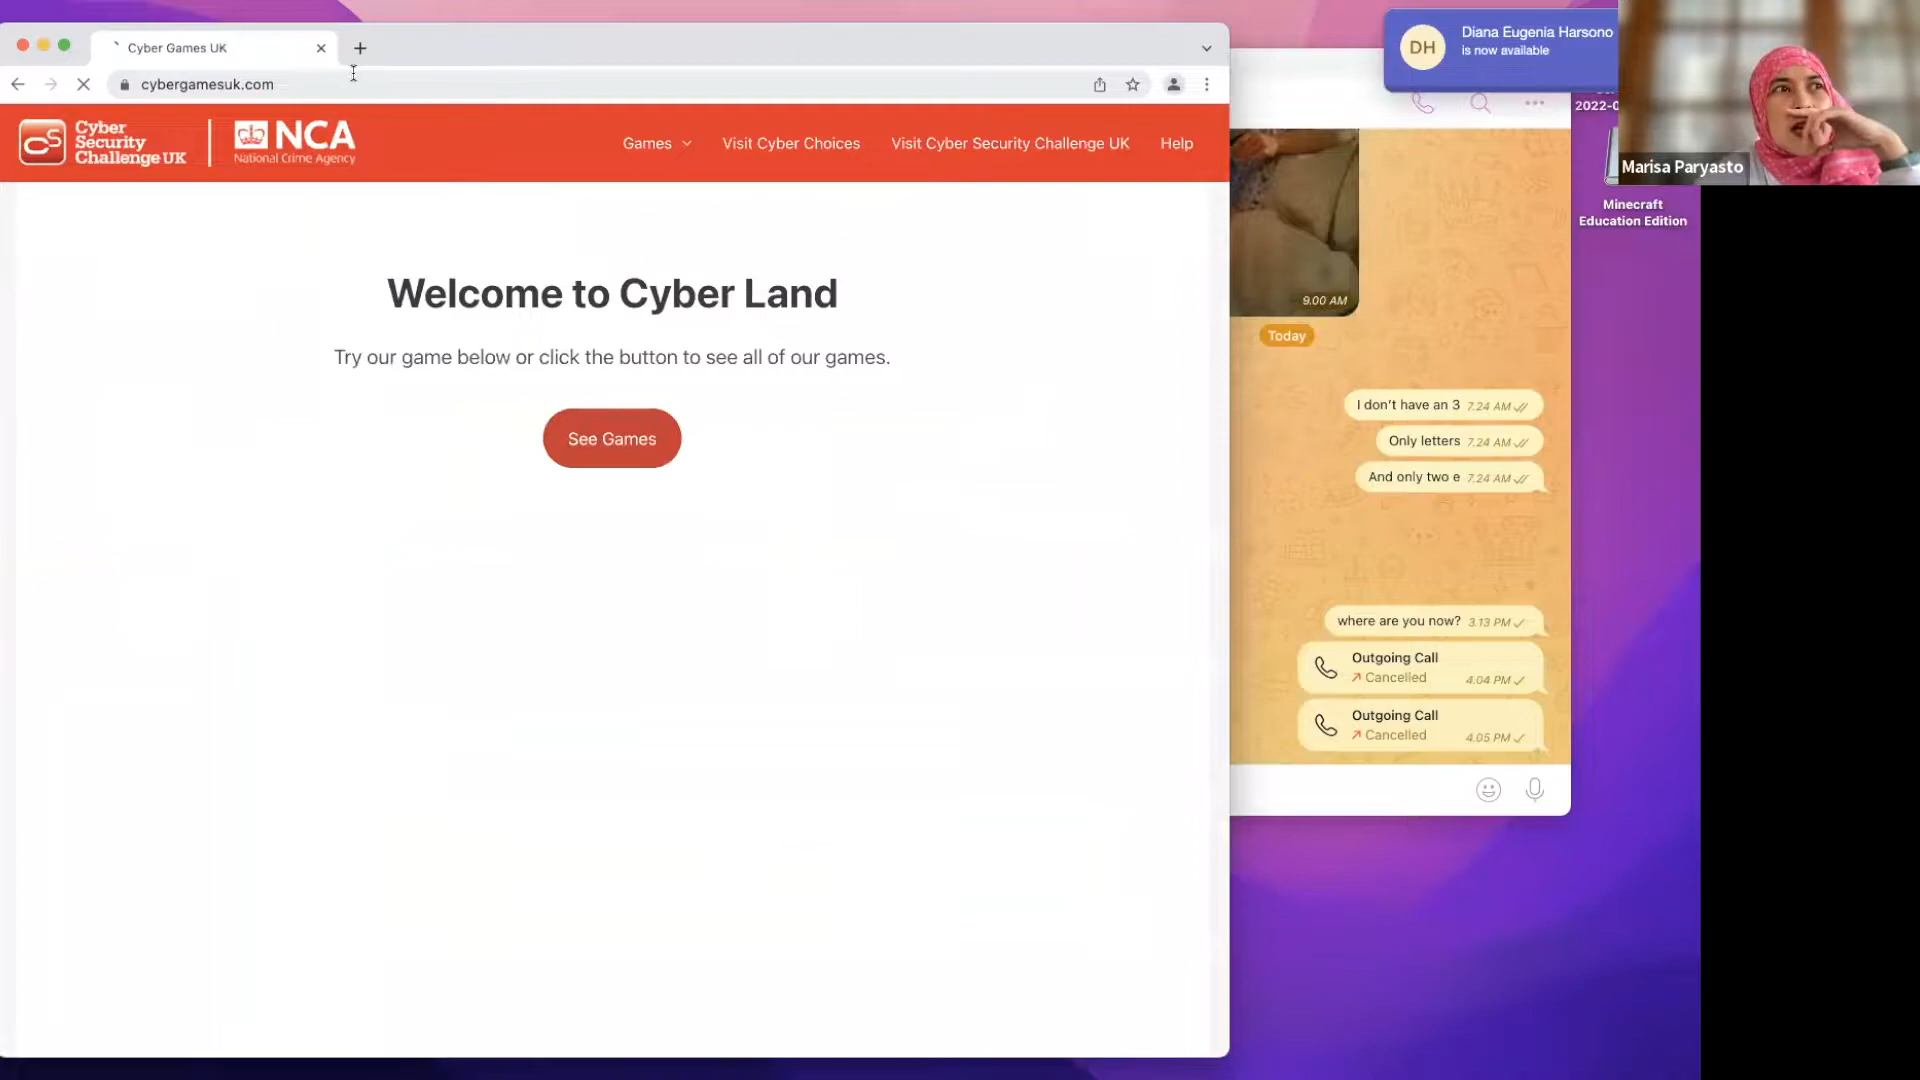 Cyber Games UK
cybergamesuk.com
Cyber
Security
Challenge UK
NCA
National Crime Agency
Games
Visit Cyber Choices
Visit Cyber Security Challenge UK
Help
Welcome to Cyber Land
Try our game below or click the button to see all of our games.
See Games
9.00 AM
Today
I don't have an 3 7.24 AM
Only letters 7.24 AM
And only two e 7.24 AM
where are you now? 3.13 PM
Outgoing Call
Cancelled 4.04 PM
Outgoing Call
Cancelled 4.05 PM
DH
Diana Eugenia Harsono
is now available
2022-0
Minecraft
Education Edition
Marisa Paryasto